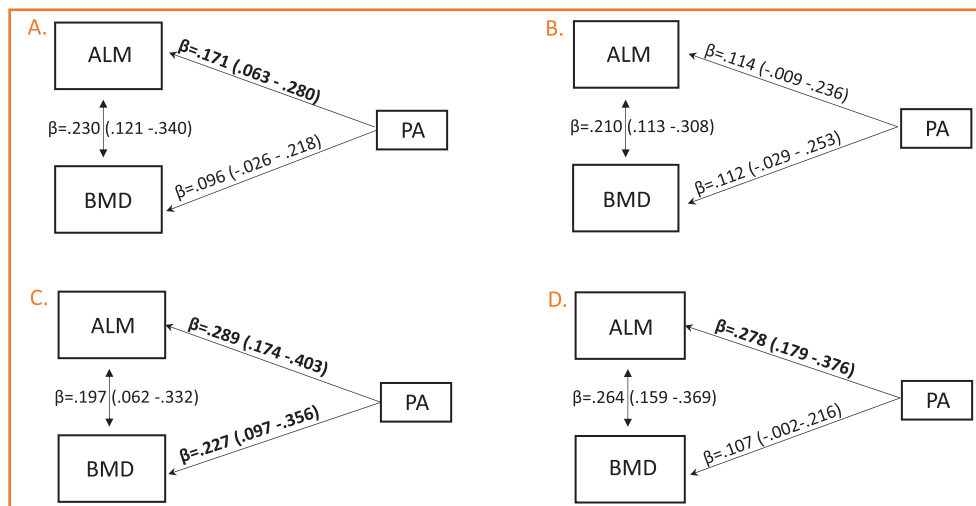 A.
ALM
β=.171 (.063 -.280)
β=.230 (.121 -.340)
PA
β=.096 (-.026 - .218)
BMD
B.
ALM
β=.114 (-.009 -.236)
β=.210 (.113 -.308)
PA
β=.112 (-.029 - .253)
BMD
C.
ALM
β=.289 (.174 -.403)
β=.197 (.062 -.332)
PA
β=.227 (.097 -.356)
BMD
D.
ALM
β=.278 (.179 -.376)
β=.264 (.159 -.369)
PA
β=.107 (-.002-.216)
BMD